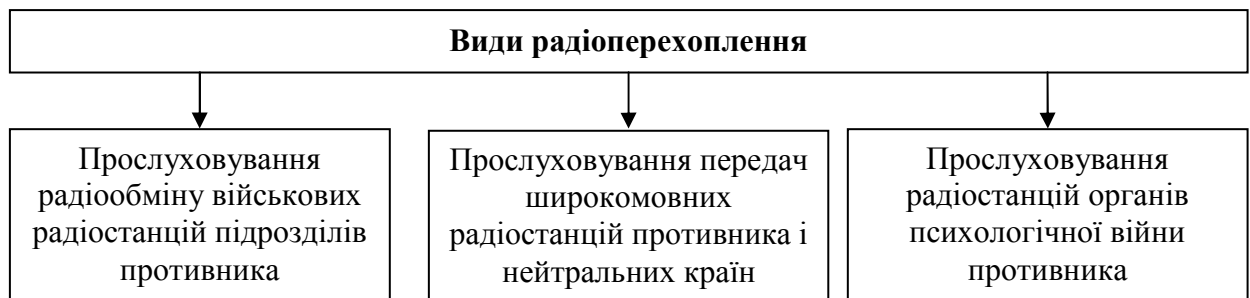 Види радіоперехоплення
Прослуховування
радіообміну військових
радіостанцій підрозділів
противника
Прослуховування передач
широкомовних
радіостанцій противника і
нейтральних країн
Прослуховування
радіостанцій органів
психологічної війни
противника